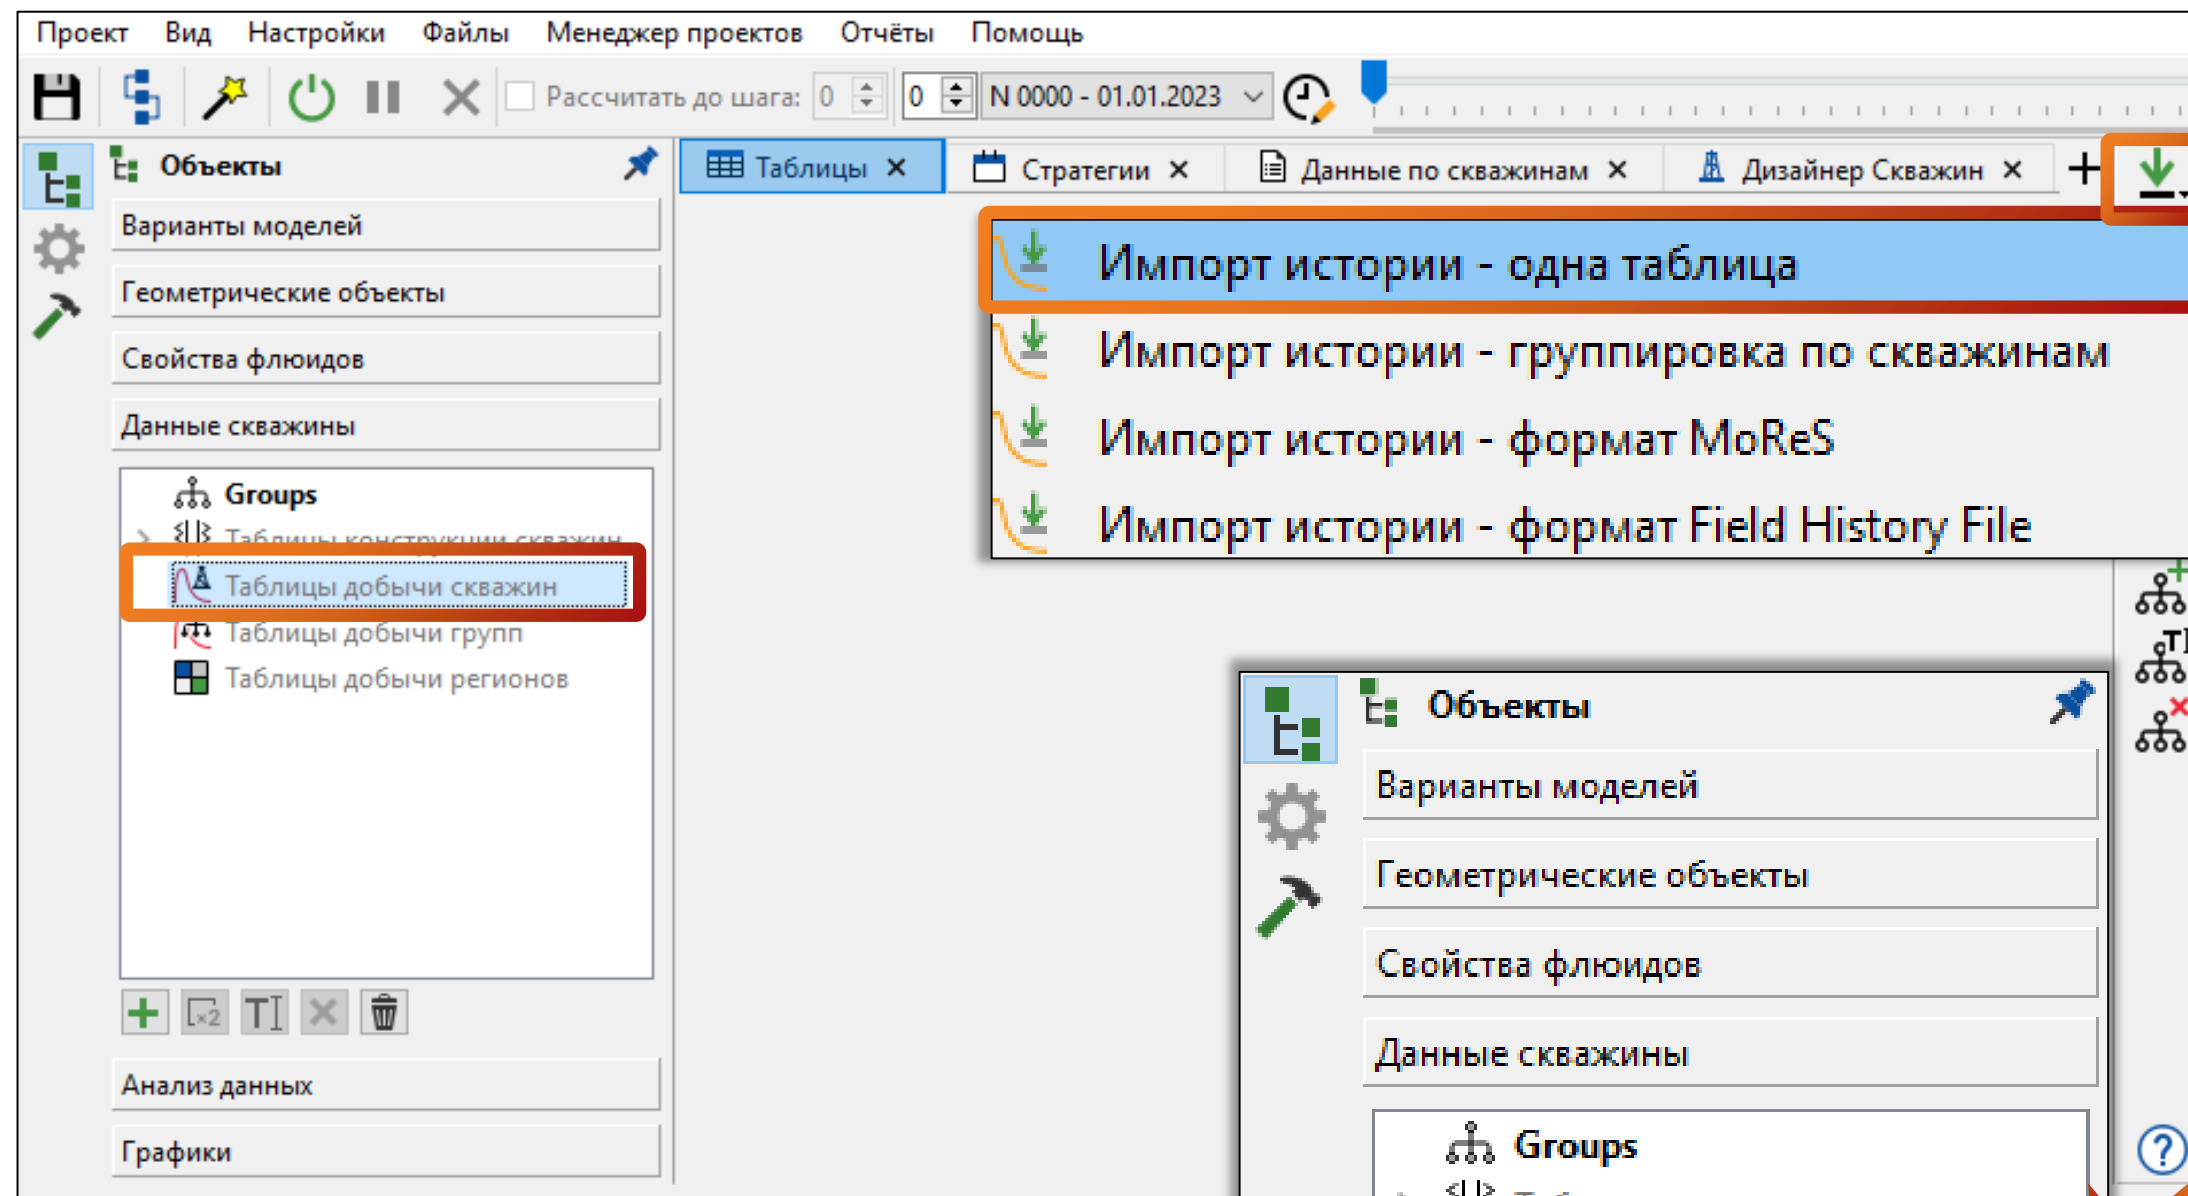 Проект Вид Настройки Файлы Менеджер проектов Отчёты Помощь
Рассчитать до шага: 0 0 N 0000 - 01.01.2023
Объекты
Таблицы Стратегии Данные по скважинам Дизайнер Скважин
Варианты моделей
Геометрические объекты
Свойства флюидов
Данные скважины
Groups
Таблицы конструкции скважин
Таблицы добычи скважин
Таблицы добычи групп
Таблицы добычи регионов
Анализ данных
Графики
Импорт истории - одна таблица
Импорт истории - группировка по скважинам
Импорт истории - формат MoReS
Импорт истории - формат Field History File
Объекты
Варианты моделей
Геометрические объекты
Свойства флюидов
Данные скважины
Groups